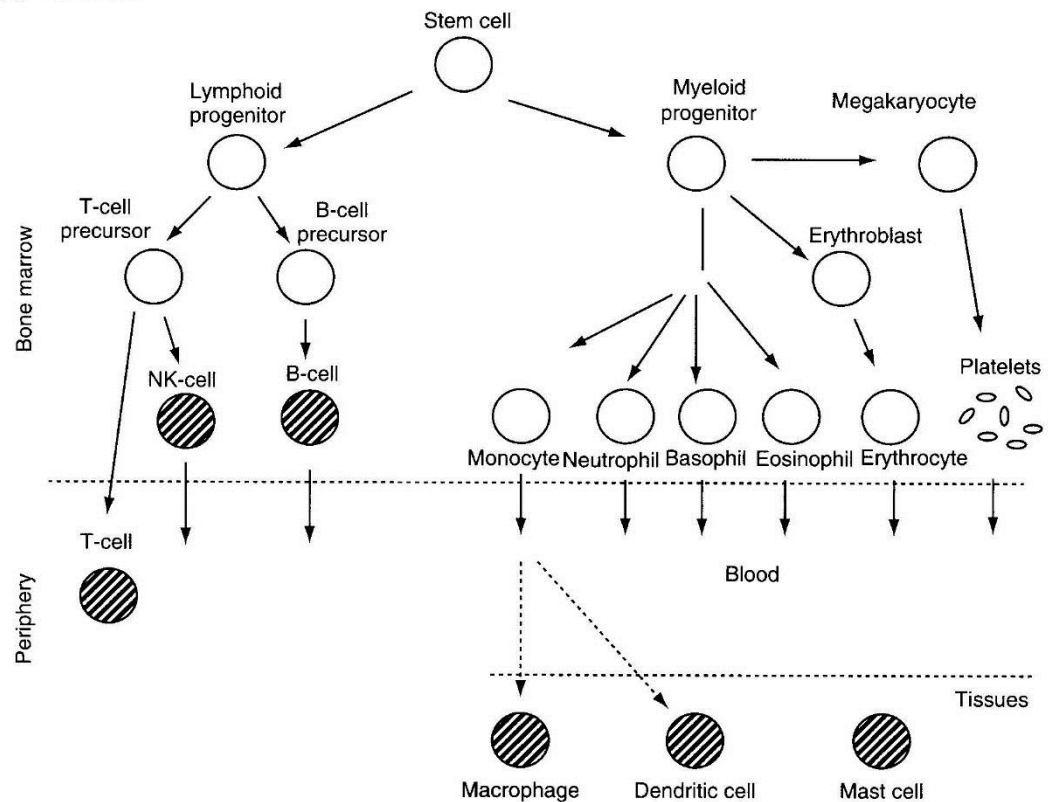 Stem cell
Lymphoid
progenitor
Myeloid
progenitor
Megakaryocyte
T-cell
precursor
B-cell
precursor
Erythroblast
Bone marrow
NK-cell
B-cell
Platelets
Monocyte
Neutrophil
Basophil
Eosinophil
Erythrocyte
T-cell
Blood
Periphery
Tissues
Macrophage
Dendritic cell
Mast cell